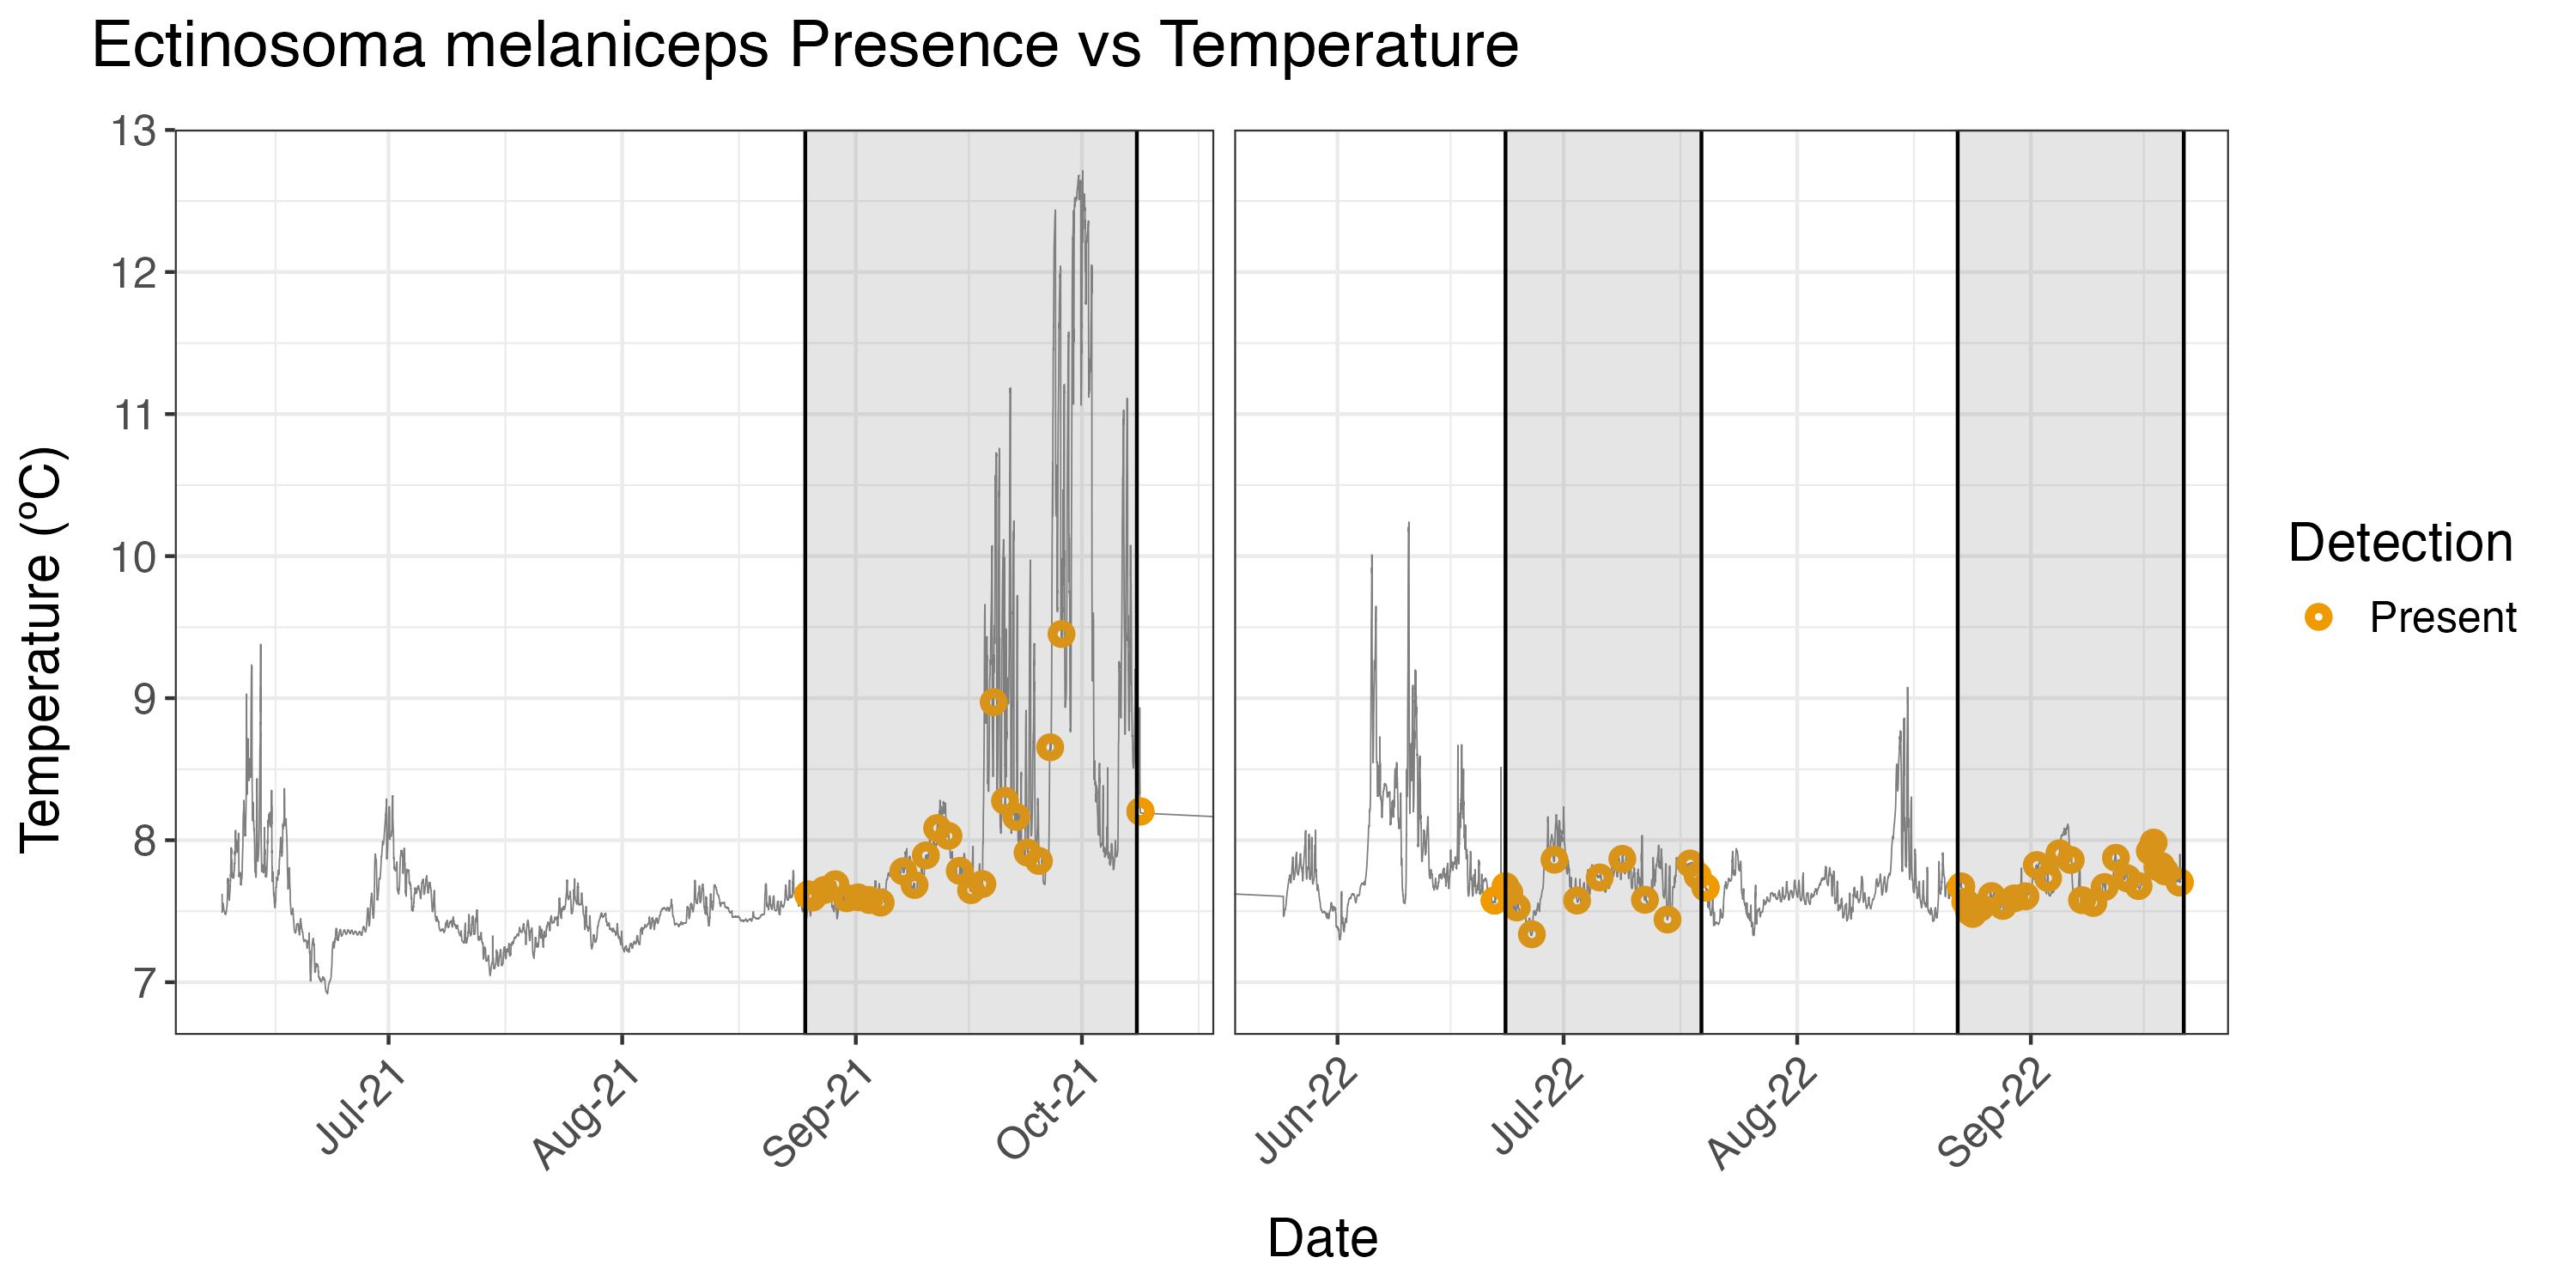 Ectinosoma melaniceps Presence vs Temperature
13
12
11
10
9
8
7
Temperature (ºC)
Jul-21
Aug-21
Sep-21
Oct-21
Jun-22
Jul-22
Aug-22
Sep-22
Date
Detection
Present